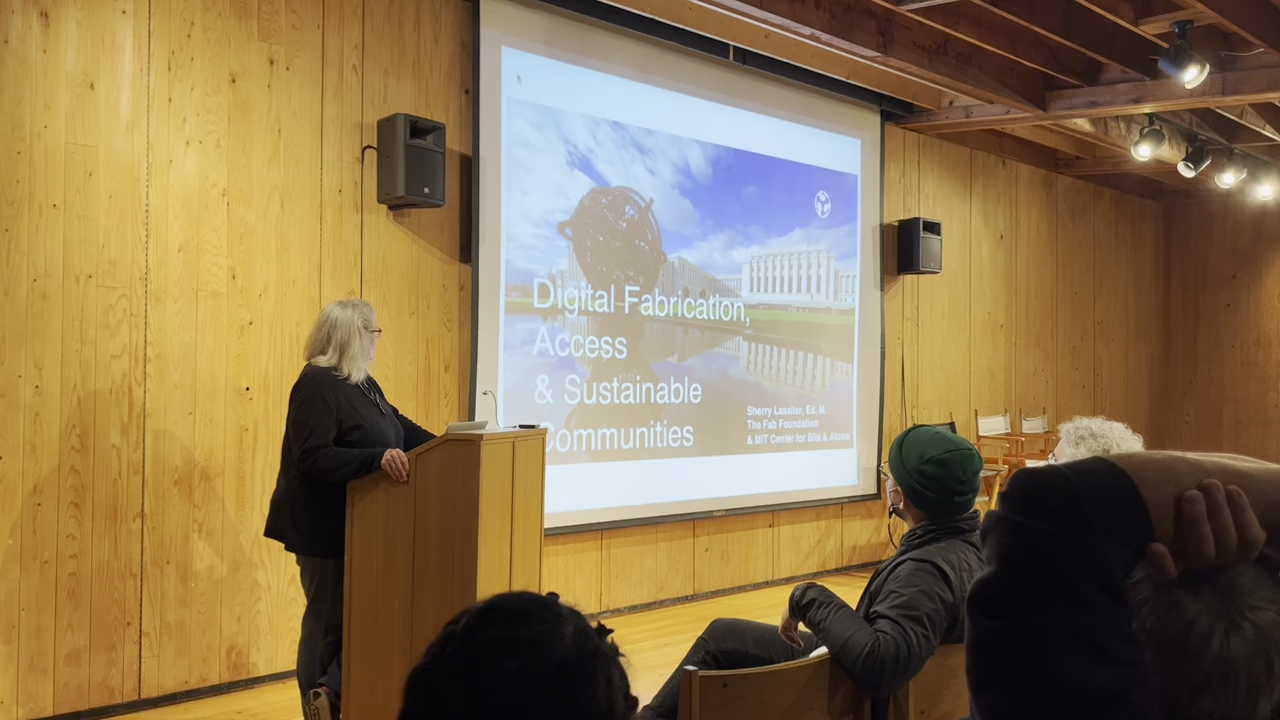 Digital Fabrication,
Access
& Sustainable
Communities
Sherry Lassiter, Ed. M.
The Fab Foundation
& MIT Center for Bits & Atoms